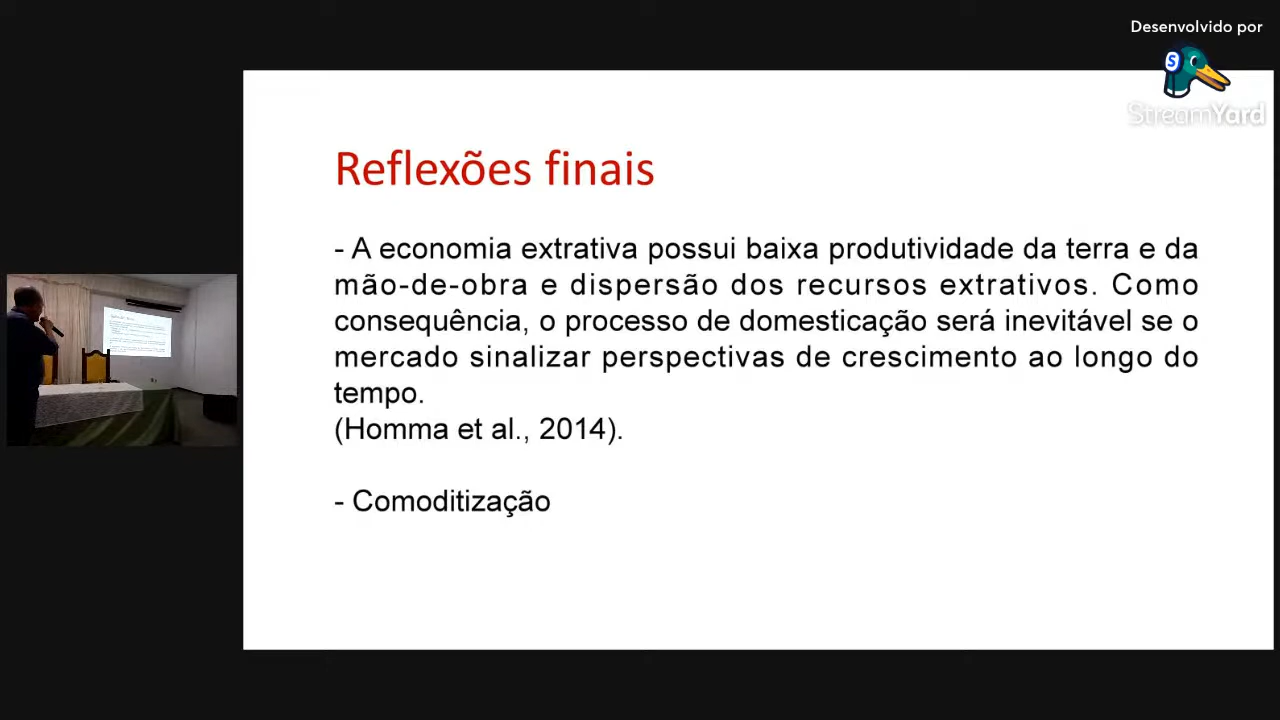 Desenvolvido por
StreamYard
Reflexões finais
- A economia extrativa possui baixa produtividade da terra e da
mão-de-obra e dispersão dos recursos extrativos. Como
consequência, o processo de domesticação será inevitável se o
mercado sinalizar perspectivas de crescimento ao longo do
tempo.
(Homma et al., 2014).
- Comoditização